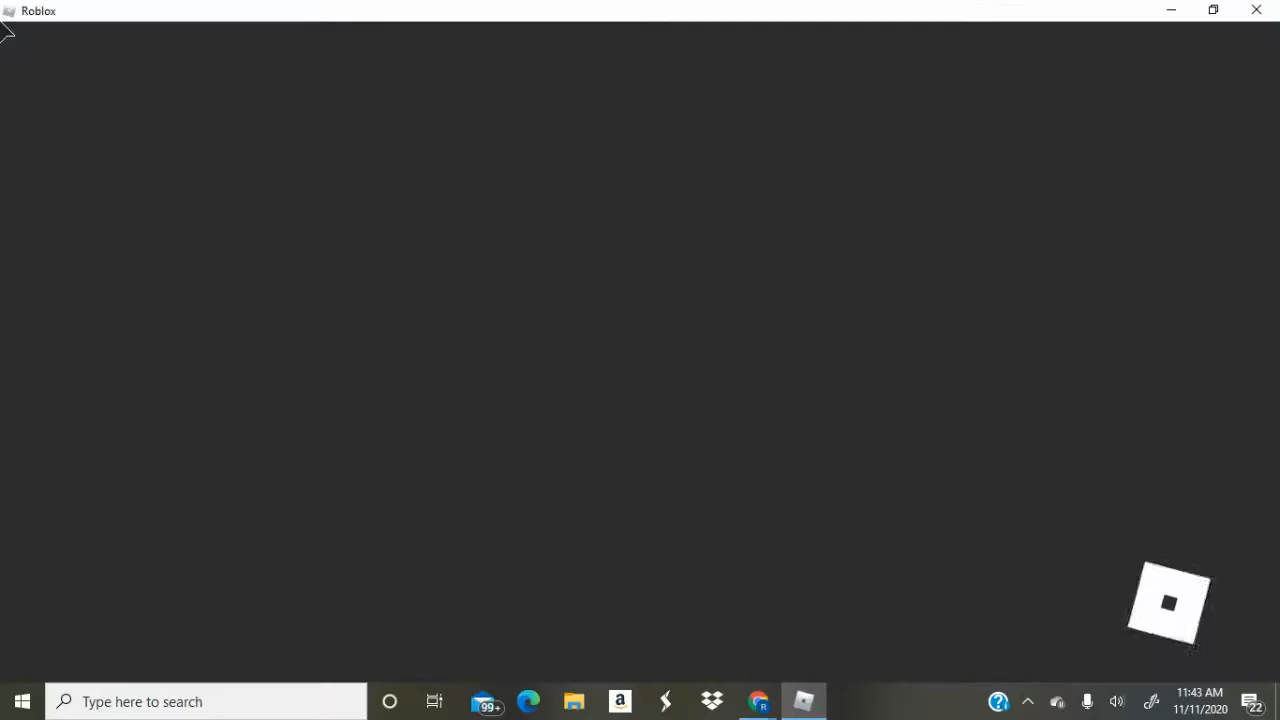 Roblox
Type here to search
99+
a
R
11:43 AM
11/11/2020
22